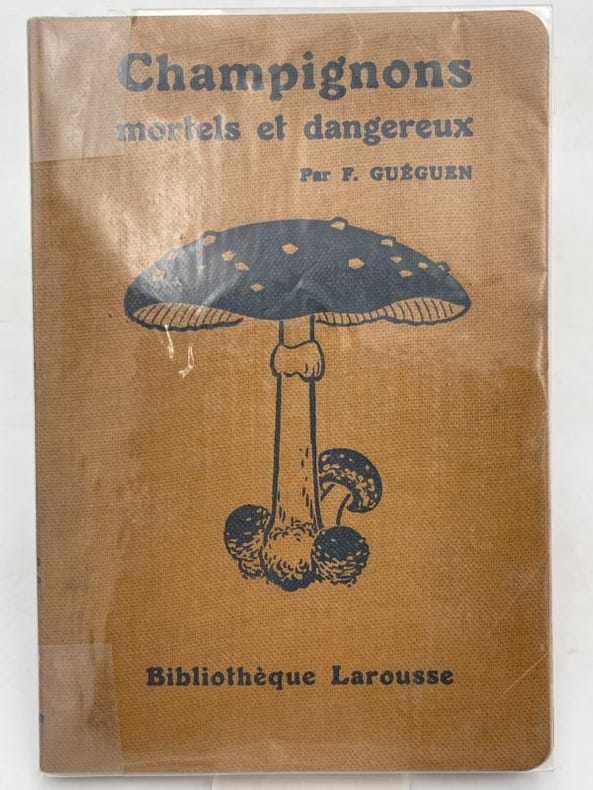 Champignons
mortels et dangereux
Par F. GUÉGUEN
Bibliothèque Larousse